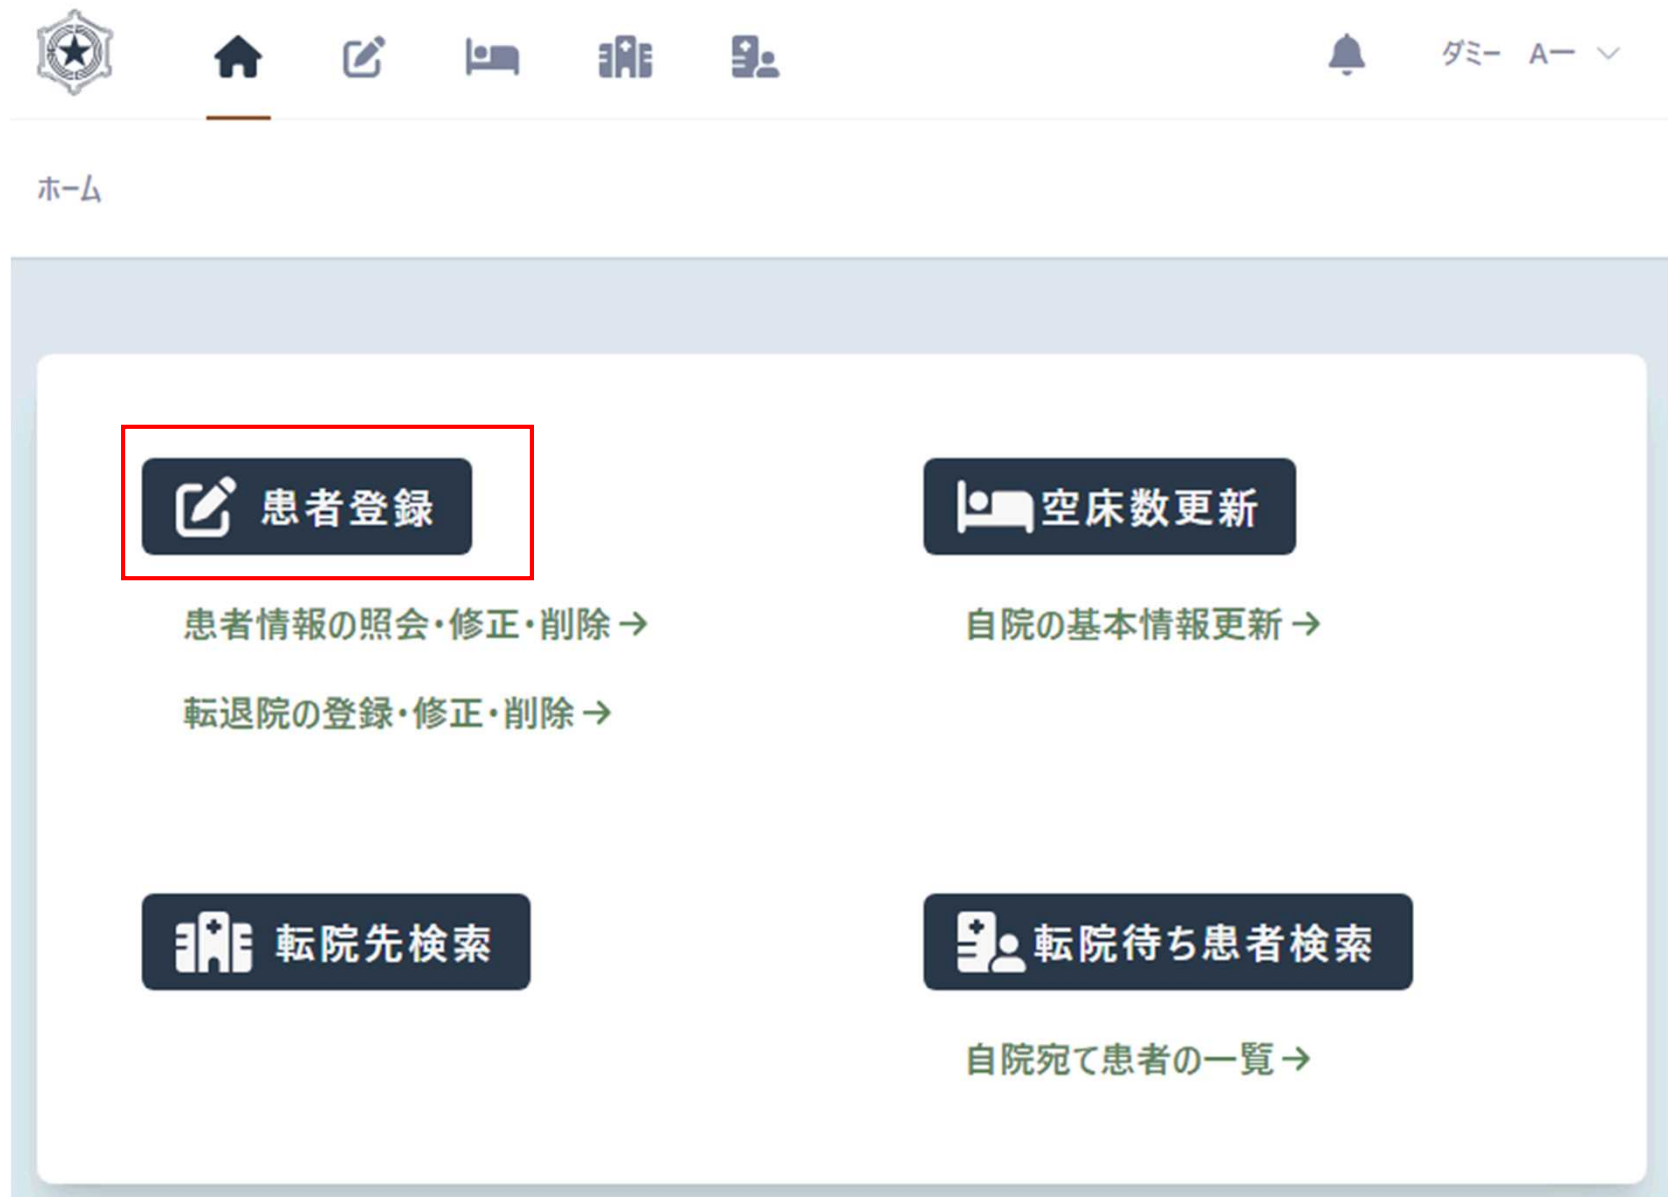 ダミー A一
ホーム
患者登録
患者情報の照会・修正・削除→
転退院の登録・修正・削除→
空床数更新
自院の基本情報更新→
転院先検索
転院待ち患者検索
自院宛て患者の一覧→